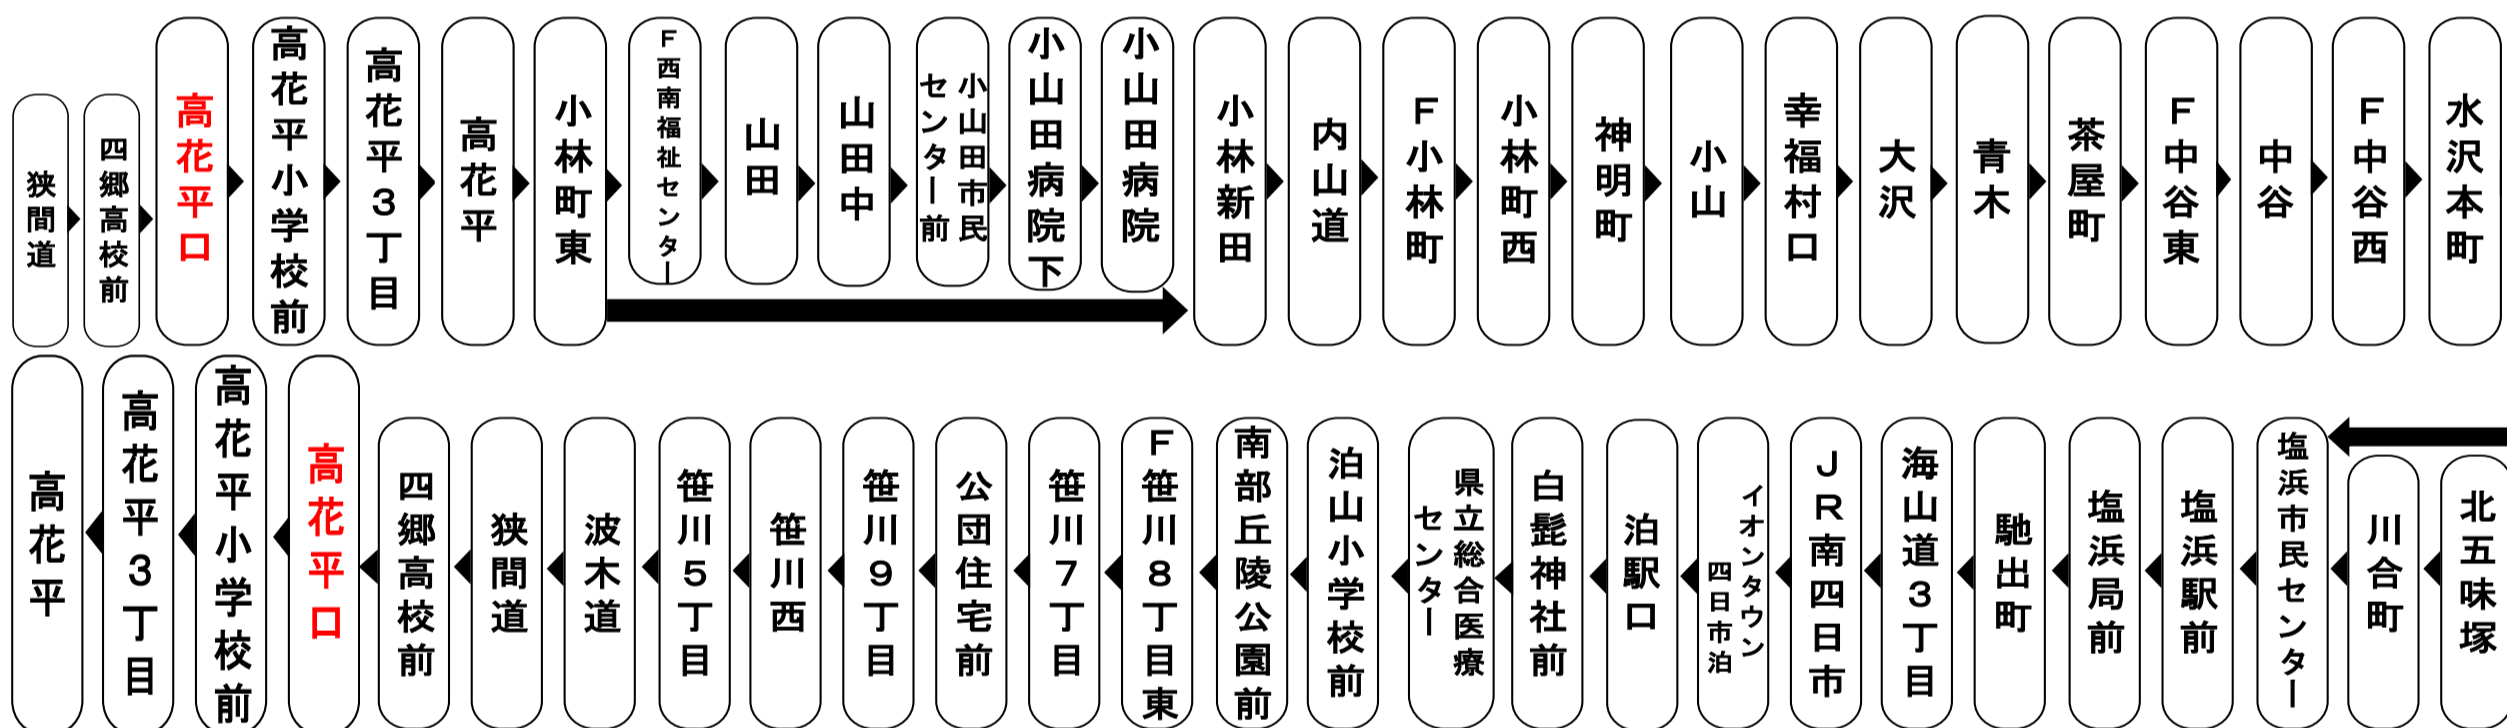 狭間道
四郷高校前
高花平口
高花平小学校前
高花平３丁目
高花平
小林町東
Ｆ西南福祉センター
山田
山田中
小山田市民
センター前
小山田病院下
小山田病院
小林新田
内山道
Ｆ小林町
小林町西
神明町
小山
幸福村口
大沢
青木
茶屋町
Ｆ中谷東
中谷
Ｆ中谷西
水沢本町
北五味塚
川合町
塩浜市民センター
塩浜駅前
塩浜局前
馳出町
海山道３丁目
ＪＲ南四日市
イオンタウン
四日市泊
泊駅口
白髭神社前
県立総合医療
センター
泊山小学校前
南部丘陵公園前
Ｆ笹川８丁目東
笹川７丁目
公団住宅前
笹川９丁目
笹川西
笹川５丁目
波木道
狭間道
四郷高校前
高花平口
高花平小学校前
高花平３丁目
高花平